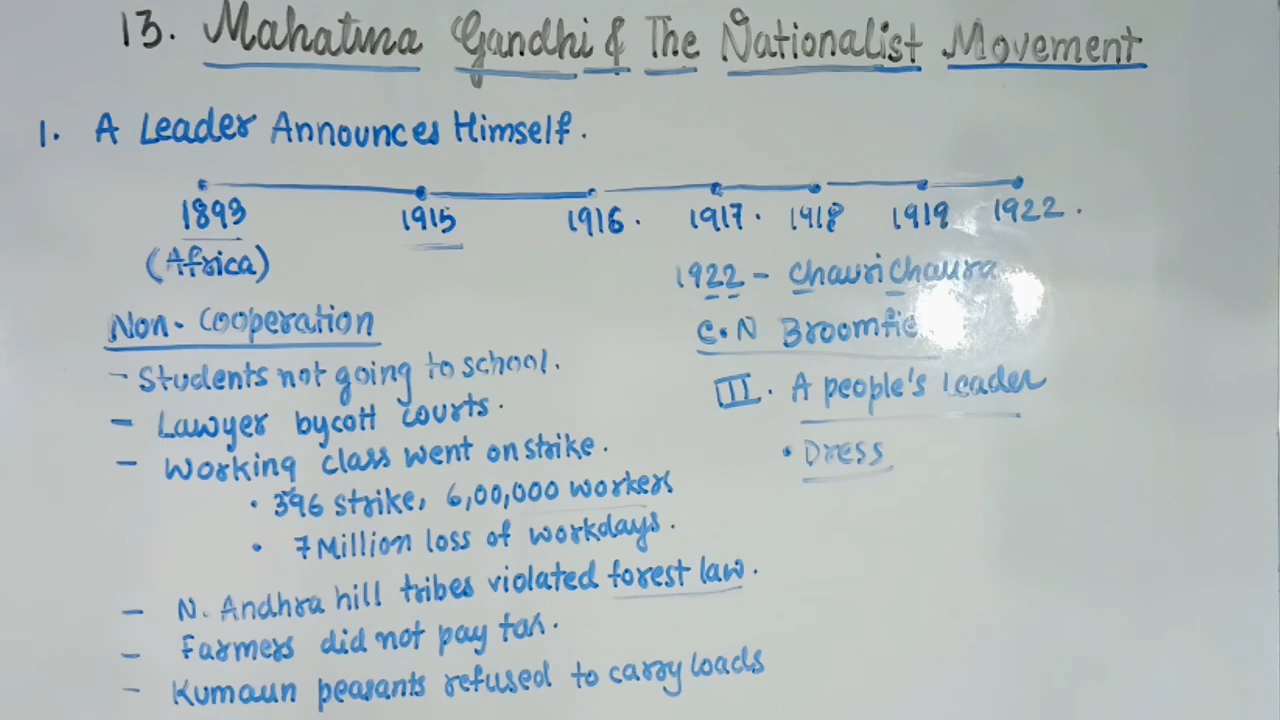 13. Mahatma Gandhi & The Nationalist Movement
1. A Leader Announces Himself.
1893 1915 1916. 1917. 1918 1919 1922.
(Africa)
Non-Cooperation
- Students not going to school.
- Lawyer bycott courts.
- Working class went on strike.
• 396 strike, 6,00,000 workers
• 7 Million loss of workdays.
- N. Andhra hill tribes violated forest law.
- Farmers did not pay tax.
- Kumaun peasants refused to carry loads
1922 - Chauri Chaura
C.N
II. A people's leader
• Dress